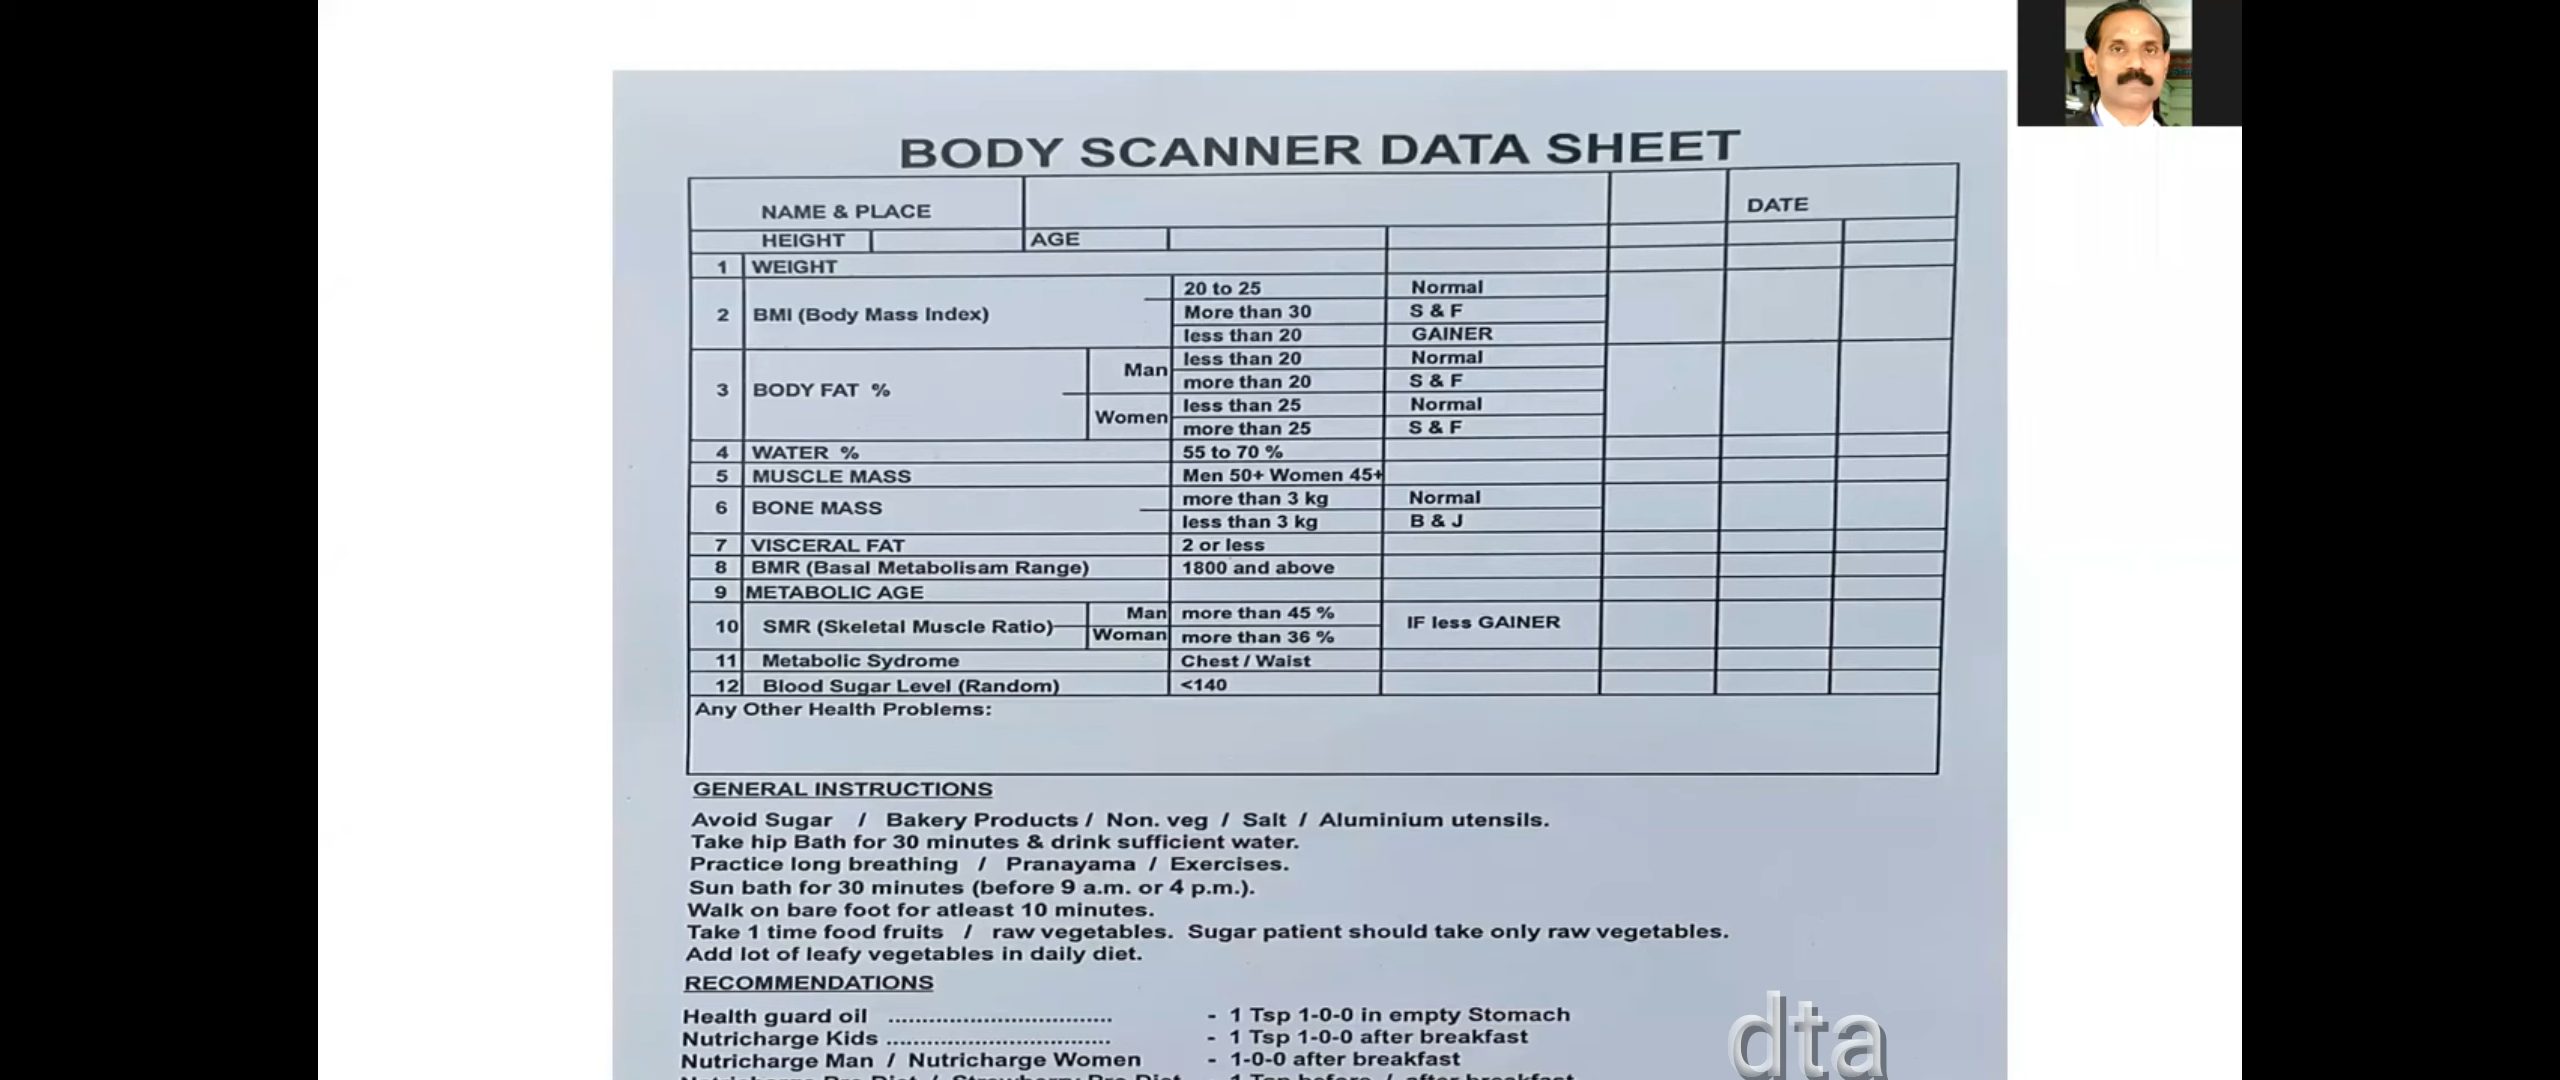 BODY SCANNER DATA SHEET
NAME & PLACE DATE
HEIGHT AGE
1 WEIGHT
2 BMI (Body Mass Index)
20 to 25 Normal
More than 30 S & F
less than 20 GAINER
3 BODY FAT %
Man
less than 20 Normal
more than 20 S & F
Women
less than 25 Normal
more than 25 S & F
4 WATER % 55 to 70 %
5 MUSCLE MASS Men 50+ Women 45+
6 BONE MASS
more than 3 kg Normal
less than 3 kg B & J
7 VISCERAL FAT 2 or less
8 BMR (Basal Metabolisam Range) 1800 and above
9 METABOLIC AGE
10 SMR (Skeletal Muscle Ratio)
Man more than 45 %
Woman more than 36 %
IF less GAINER
11 Metabolic Sydrome Chest / Waist
12 Blood Sugar Level (Random) <140
Any Other Health Problems:
GENERAL INSTRUCTIONS
Avoid Sugar / Bakery Products / Non. veg / Salt / Aluminium utensils.
Take hip Bath for 30 minutes & drink sufficient water.
Practice long breathing / Pranayama / Exercises.
Sun bath for 30 minutes (before 9 a.m. or 4 p.m.).
Walk on bare foot for atleast 10 minutes.
Take 1 time food fruits / raw vegetables. Sugar patient should take only raw vegetables.
Add lot of leafy vegetables in daily diet.
RECOMMENDATIONS
Health guard oil ................................. - 1 Tsp 1-0-0 in empty Stomach
Nutricharge Kids ................................. - 1 Tsp 1-0-0 after breakfast
Nutricharge Man / Nutricharge Women - 1-0-0 after breakfast
dta